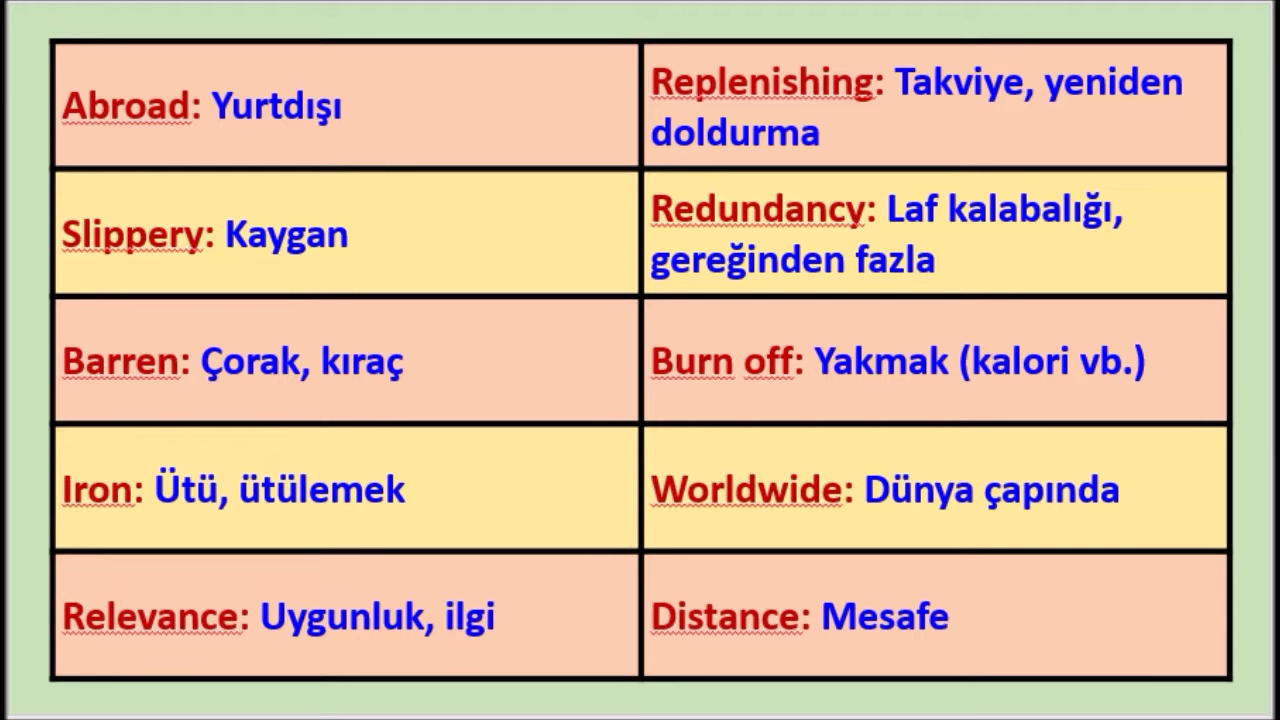 Abroad: Yurtdışı
Replenishing: Takviye, yeniden
doldurma
Slippery: Kaygan
Redundancy: Laf kalabalığı,
gereğinden fazla
Barren: Çorak, kıraç
Burn off: Yakmak (kalori vb.)
Iron: Ütü, ütülemek
Worldwide: Dünya çapında
Relevance: Uygunluk, ilgi
Distance: Mesafe